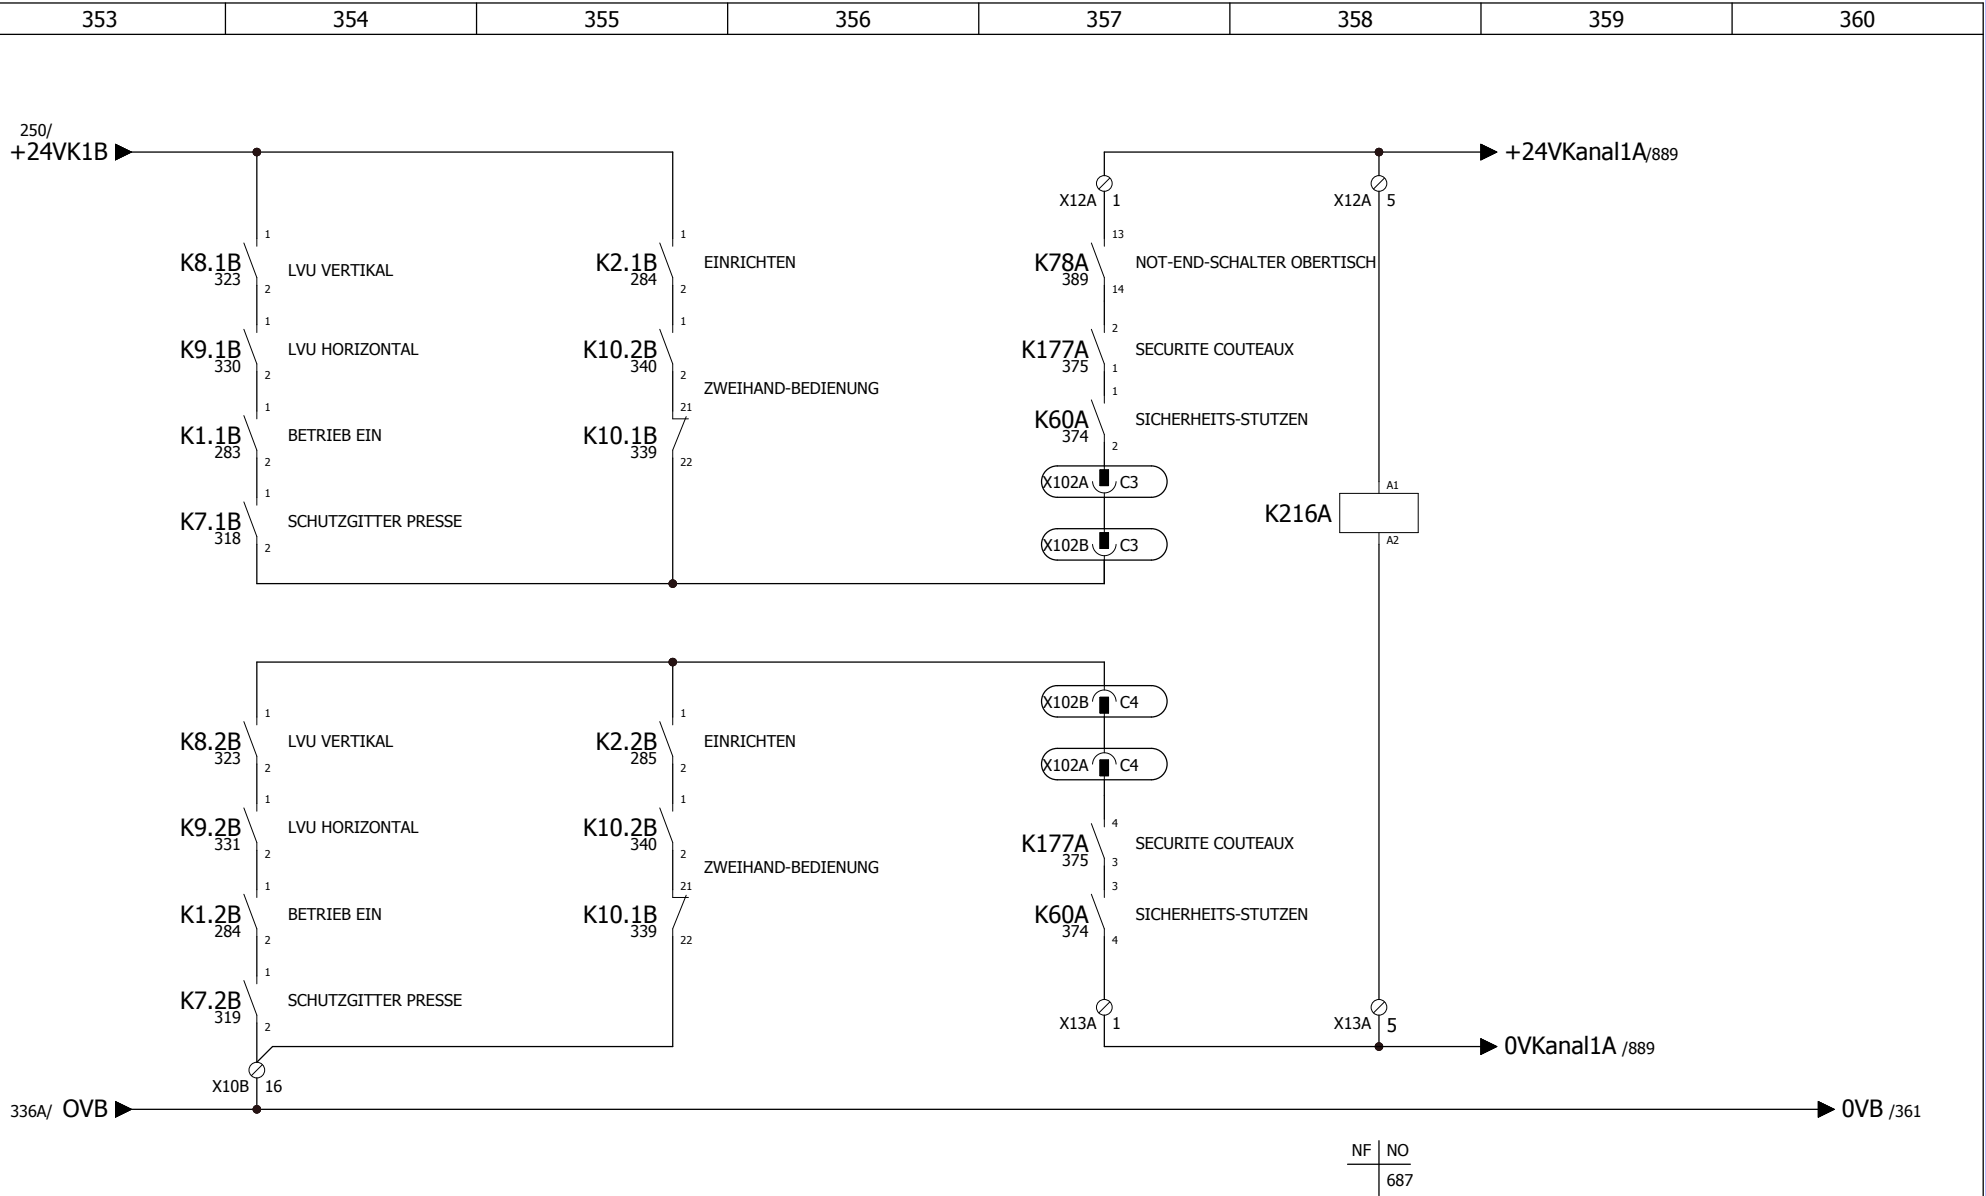 353 354 355 356 357 358 359 360
250/
+24VK1B
+24VKanal1A/889
X12A 1
X12A 5
1
K8.1B
323
2
LVU VERTIKAL
1
K2.1B
284
2
EINRICHTEN
13
K78A
389
14
NOT-END-SCHALTER OBERTISCH
1
K9.1B
330
2
LVU HORIZONTAL
1
K10.2B
340
2
ZWEIHAND-BEDIENUNG
2
K177A
375
1
SECURITE COUTEAUX
1
K1.1B
283
2
BETRIEB EIN
21
K10.1B
339
22
1
K60A
374
2
SICHERHEITS-STUTZEN
X102A C3
1
K7.1B
318
2
SCHUTZGITTER PRESSE
X102B C3
A1
K216A
A2
X102B C4
1
K8.2B
323
2
LVU VERTIKAL
1
K2.2B
285
2
EINRICHTEN
X102A C4
1
K9.2B
331
2
LVU HORIZONTAL
1
K10.2B
340
2
ZWEIHAND-BEDIENUNG
4
K177A
375
3
SECURITE COUTEAUX
1
K1.2B
284
2
BETRIEB EIN
21
K10.1B
339
22
3
K60A
374
4
SICHERHEITS-STUTZEN
1
K7.2B
319
2
SCHUTZGITTER PRESSE
X13A 1
X13A 5
0VKanal1A /889
X10B 16
336A/ OVB
0VB /361
NF NO
687